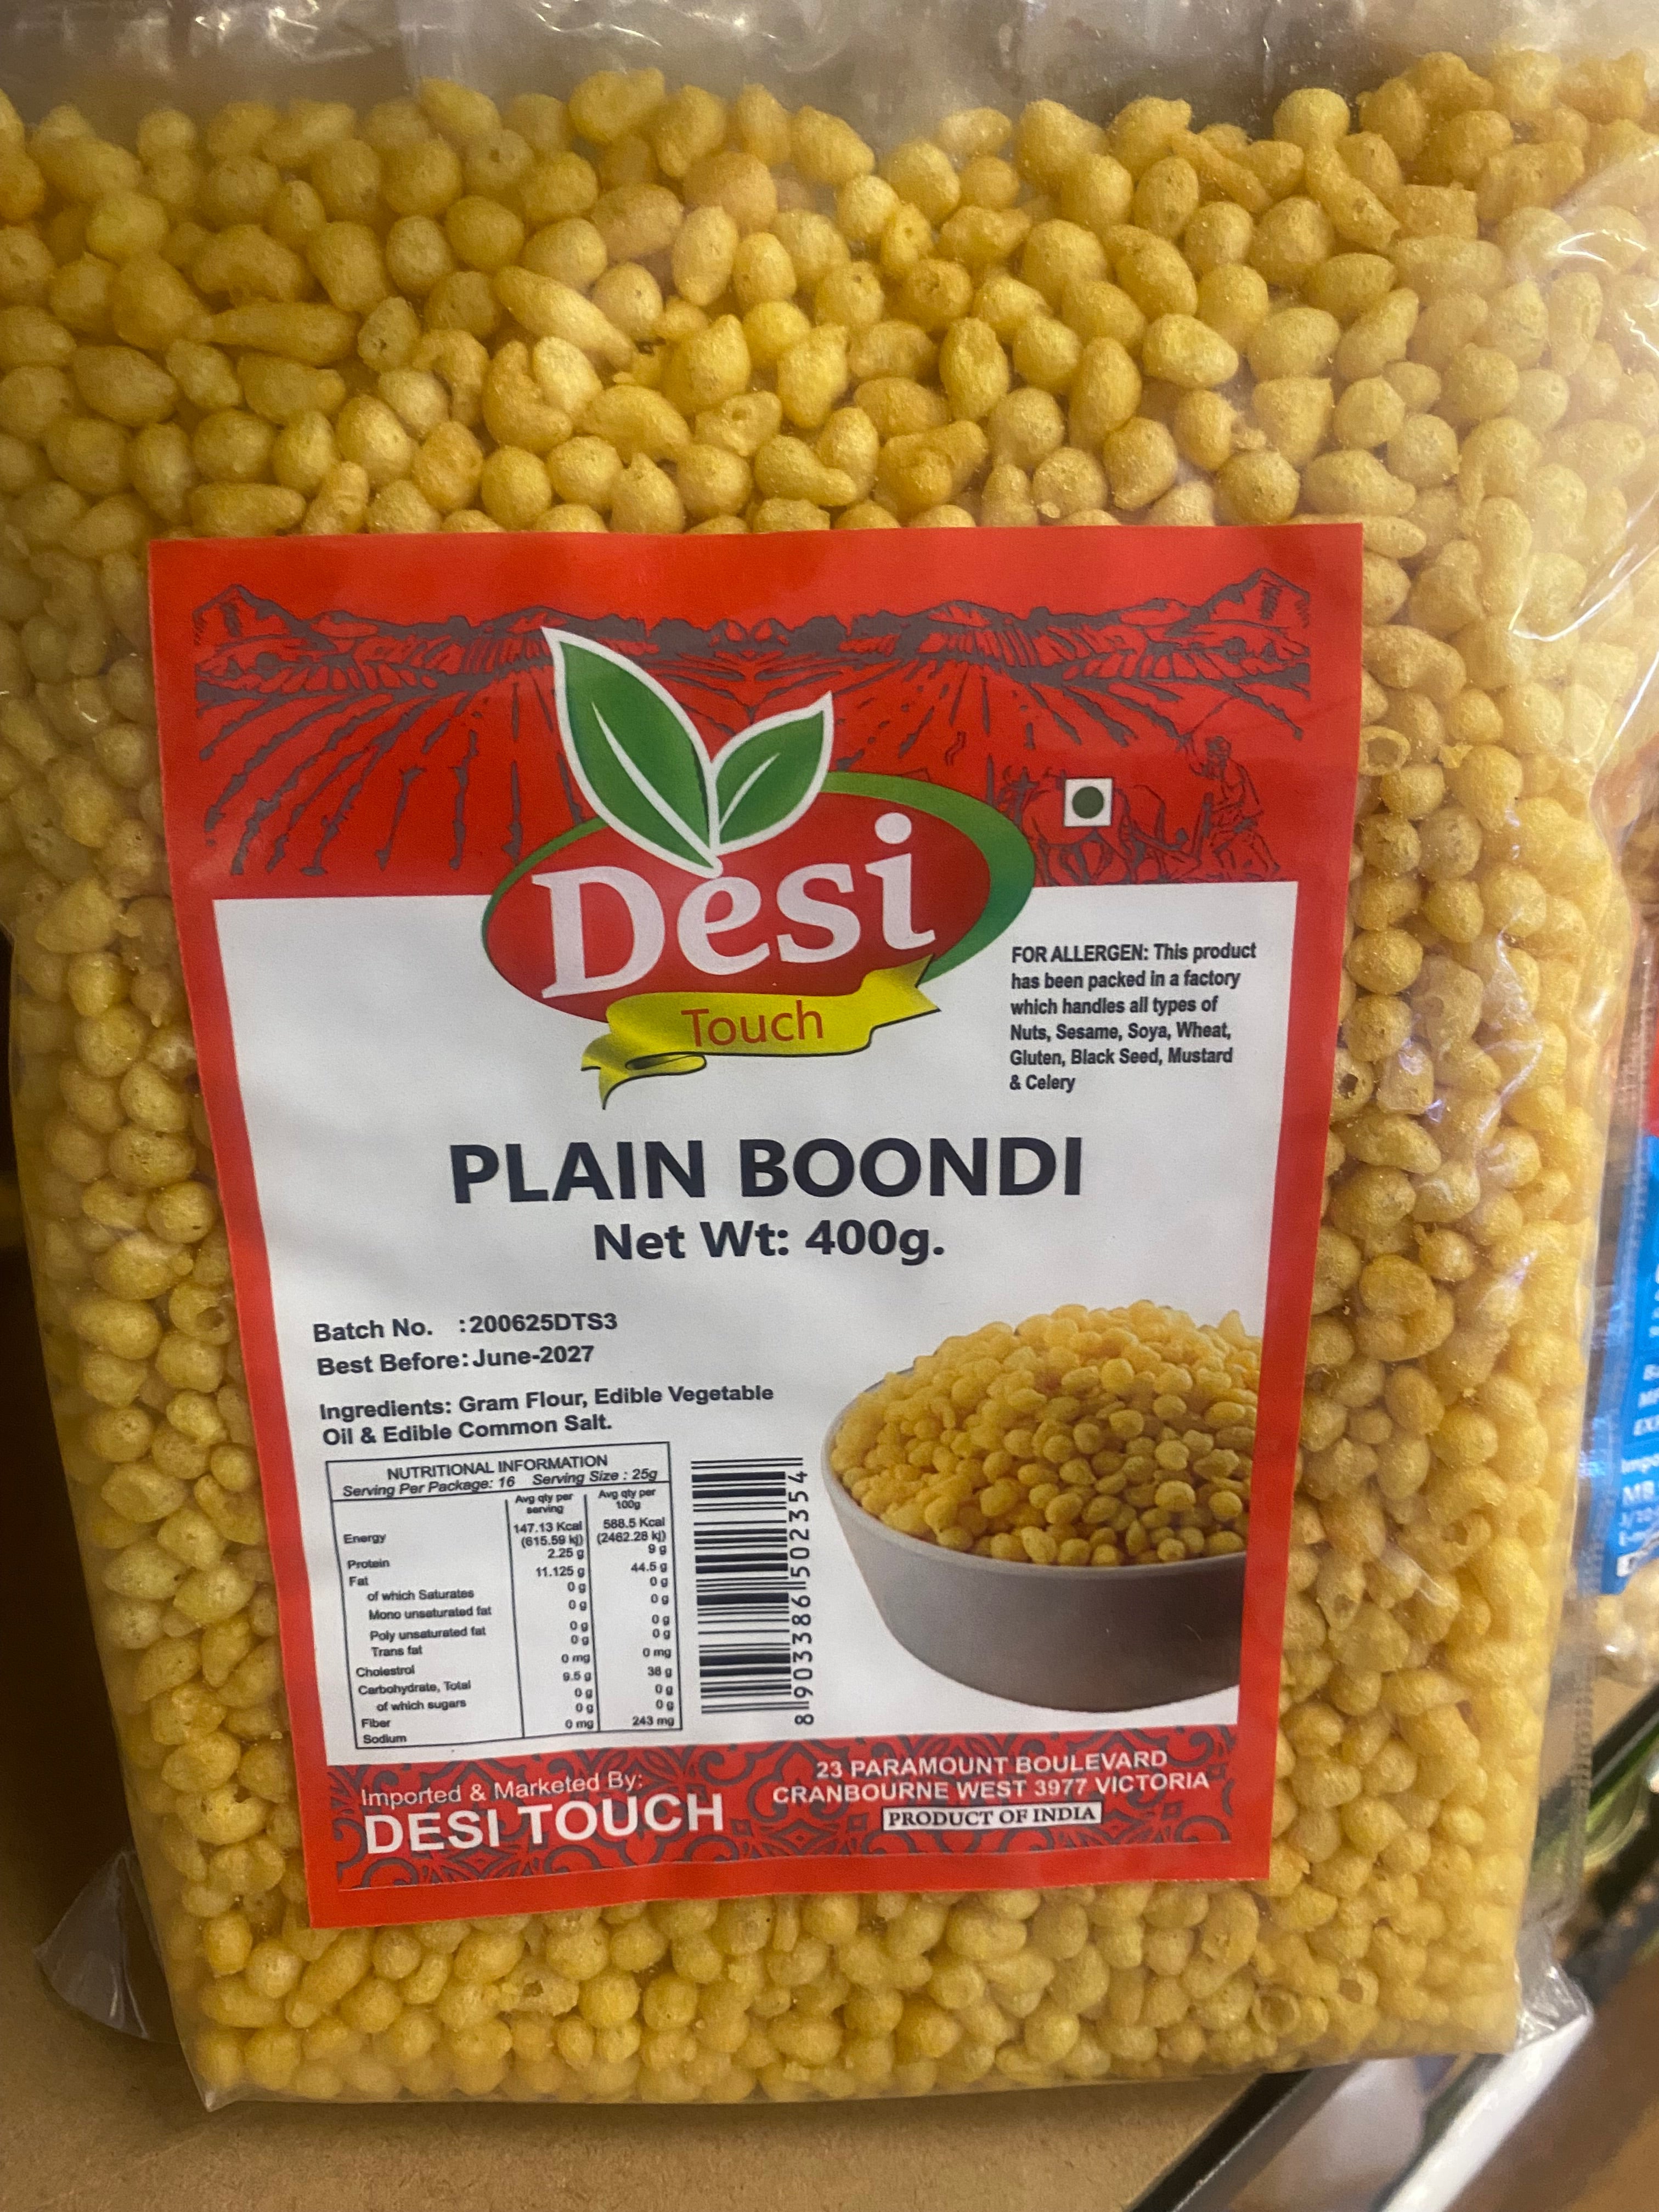 Desi
Touch
FOR ALLERGEN: This product
has been packed in a factory
which handles all types of
Nuts, Sesame, Soya, Wheat,
Gluten, Black Seed, Mustard
& Celery
PLAIN BOONDI
Net Wt: 400g.
Batch No. :200625DTS3
Best Before: June-2027
Ingredients: Gram Flour, Edible Vegetable
Oil & Edible Common Salt.
NUTRITIONAL INFORMATION
Serving Per Package: 16 Serving Size : 25g
Avg qty per serving Avg qty per 100g
Energy 147.13 Kcal 588.5 Kcal
(615.59 kj) (2462.28 kj)
Protein 2.25 g 9 g
Fat 11.125 g 44.5 g
of which Saturates 0 g 0 g
Mono unsaturated fat 0 g 0 g
Poly unsaturated fat 0 g 0 g
Trans fat 0 g 0 g
Cholestrol 0 mg 0 mg
Carbohydrate, Total 9.5 g 38 g
of which sugars 0 g 0 g
Fiber 0 g 0 g
Sodium 0 mg 243 mg
8 903386 502354
Imported & Marketed By:
DESI TOUCH
23 PARAMOUNT BOULEVARD
CRANBOURNE WEST 3977 VICTORIA
PRODUCT OF INDIA